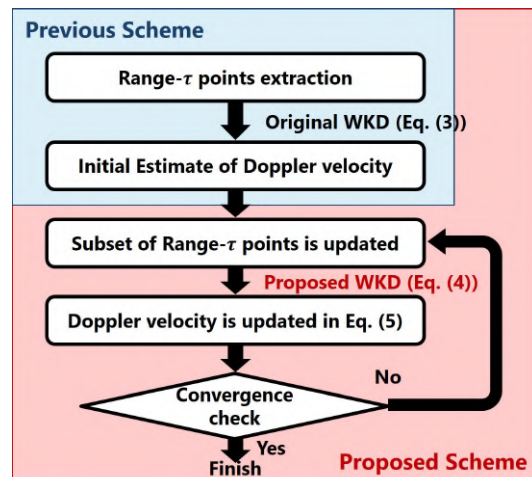 Previous Scheme
Range-τ points extraction
Original WKD (Eq. (3))
Initial Estimate of Doppler velocity
Subset of Range-τ points is updated
Proposed WKD (Eq. (4))
Doppler velocity is updated in Eq. (5)
Convergence
check
No
Yes
Finish
Proposed Scheme